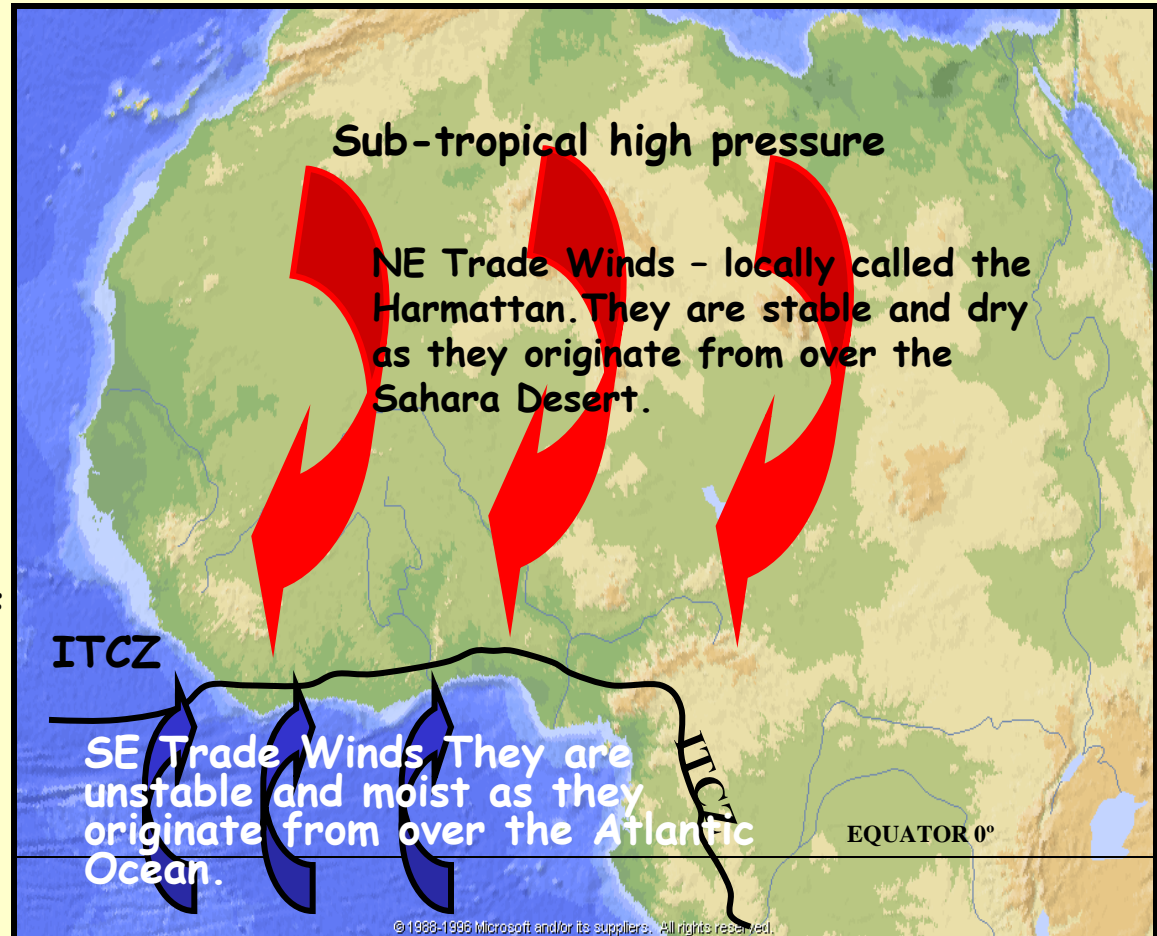 Sub-tropical high pressure
NE Trade Winds – locally called the
Harmattan.They are stable and dry
as they originate from over the
Sahara Desert.
:
ITCZ
ITCZ
SE Trade Winds They are
unstable and moist as they
originate from over the Atlantic
Ocean.
EQUATOR 0º
© 1988-1996 Microsoft and/or its suppliers. All rights reserved.